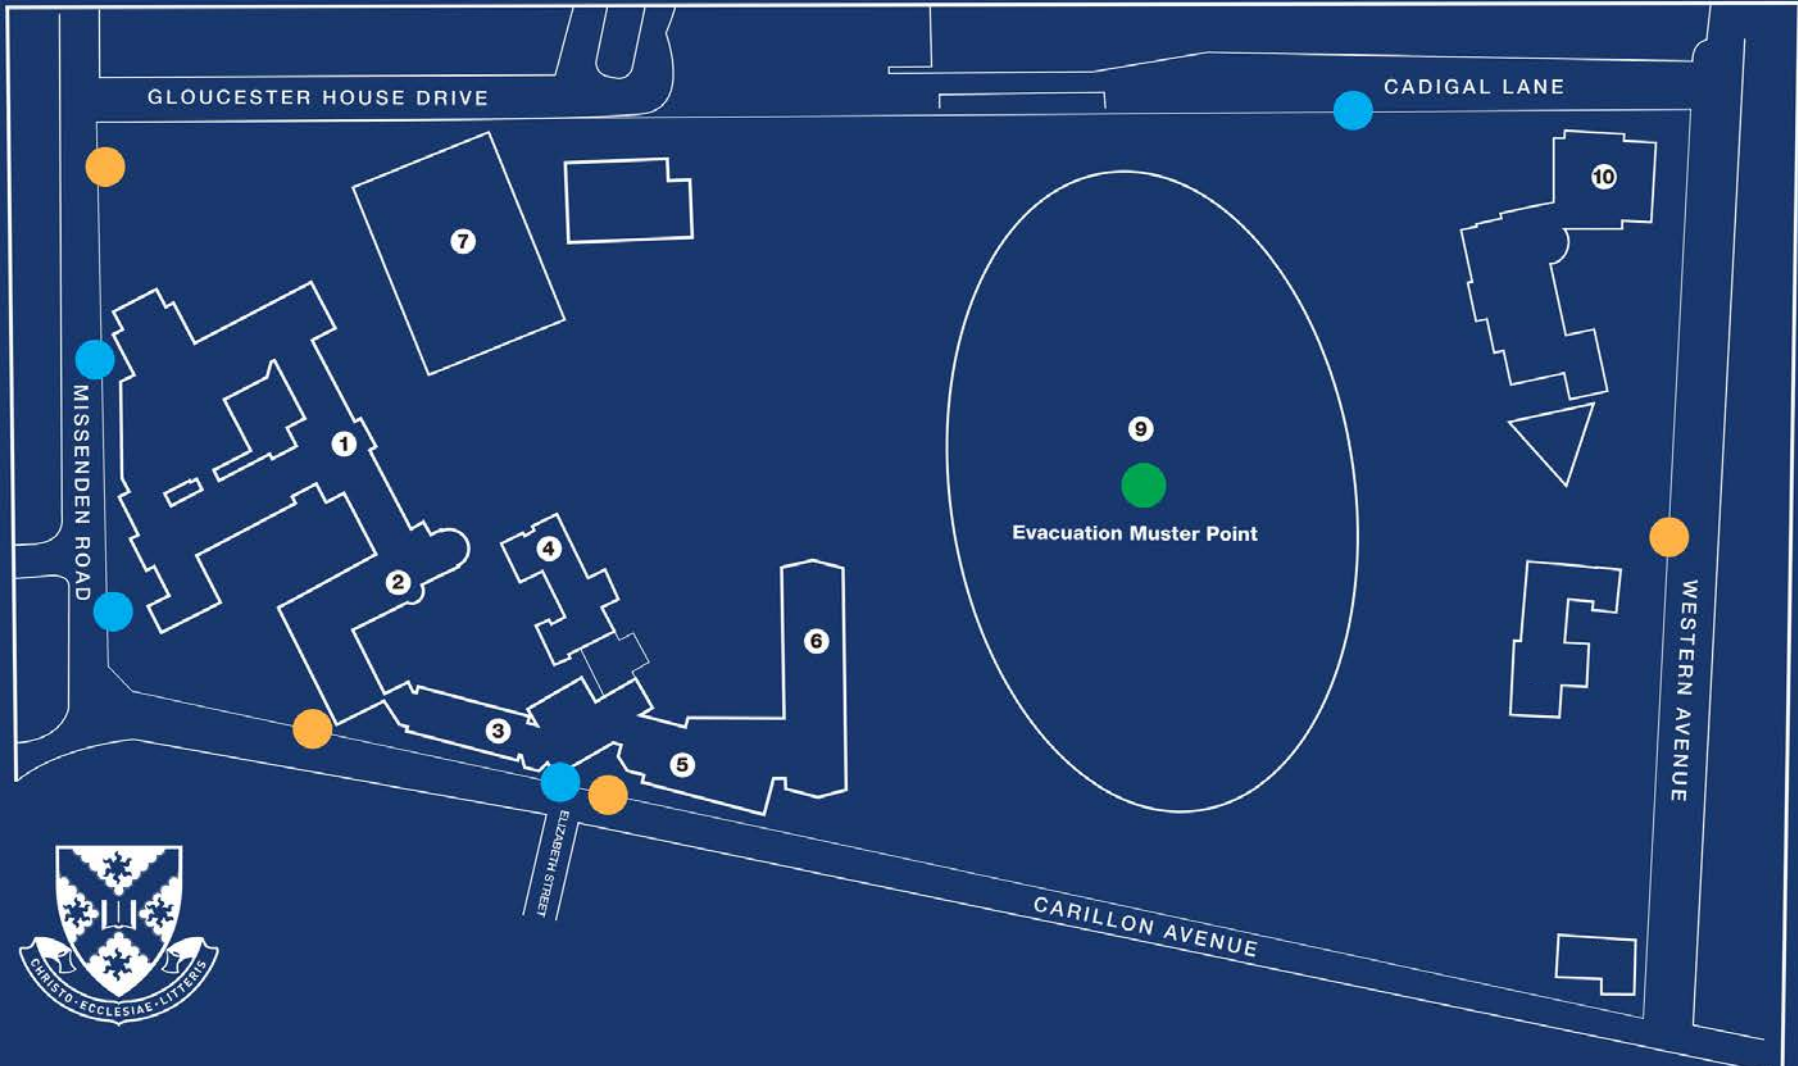 GLOUCESTER HOUSE DRIVE
CADIGAL LANE
10
7
9
Evacuation Muster Point
1
MISSENDEN ROAD
4
2
6
WESTERN AVENUE
3
5
ELIZABETH STREET
CARILLON AVENUE
CHRISTO·ECCLESIAE·LITTERIS